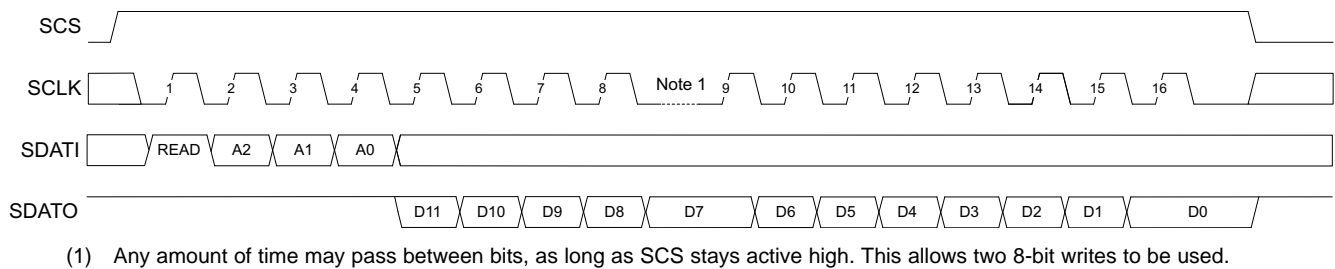 SCS
SCLK 1 2 3 4 5 6 7 8 Note 1 9 10 11 12 13 14 15 16
SDATI READ A2 A1 A0
SDATO D11 D10 D9 D8 D7 D6 D5 D4 D3 D2 D1 D0
(1) Any amount of time may pass between bits, as long as SCS stays active high. This allows two 8-bit writes to be used.